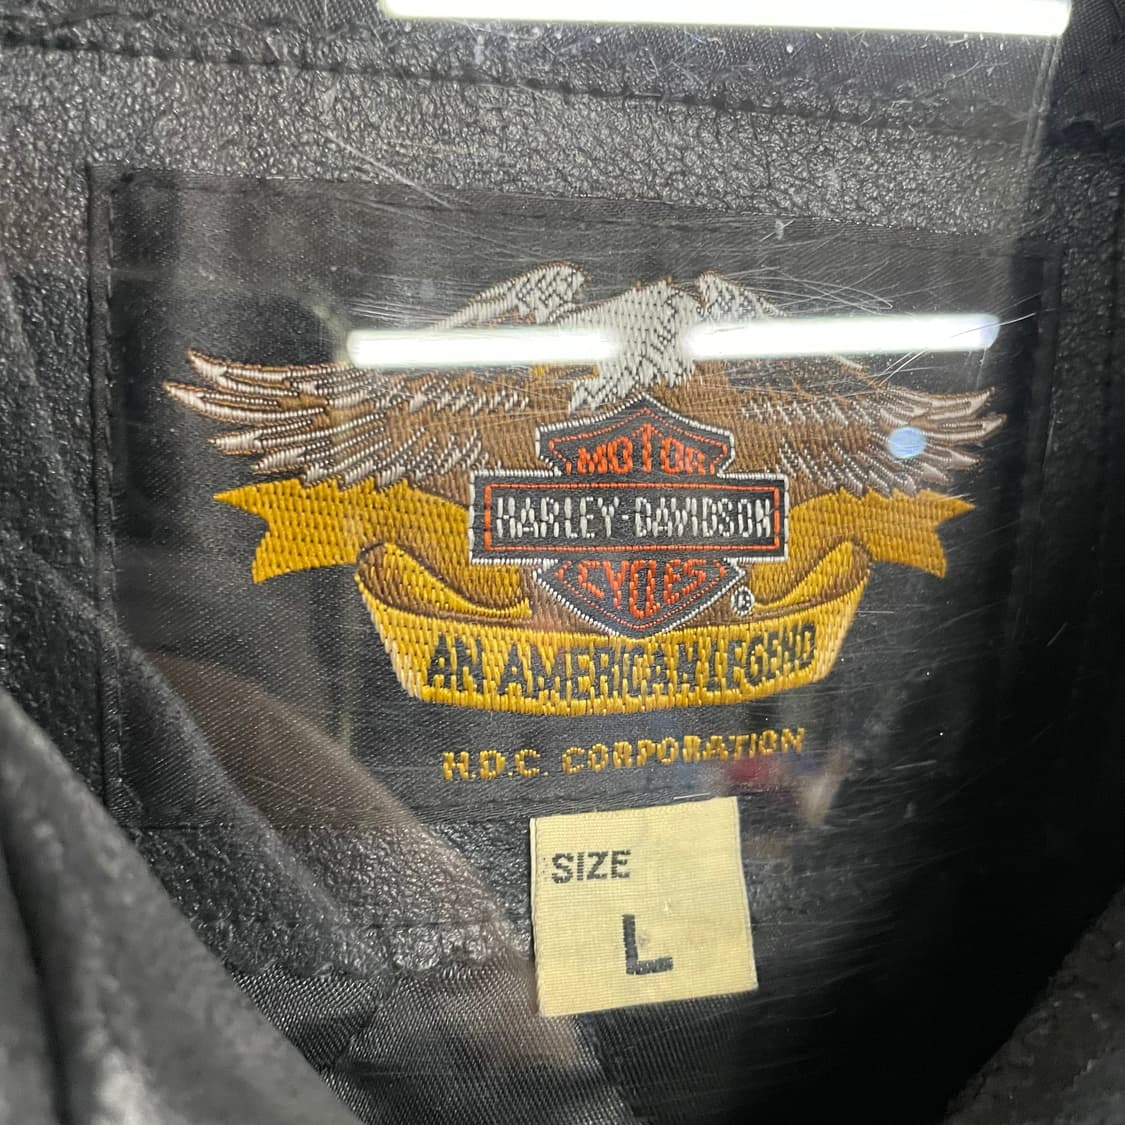 MOTOR
HARLEY-DAVIDSON
CYCLES
®
AN AMERICAN LEGEND
H.D.C. CORPORATION
SIZE
L